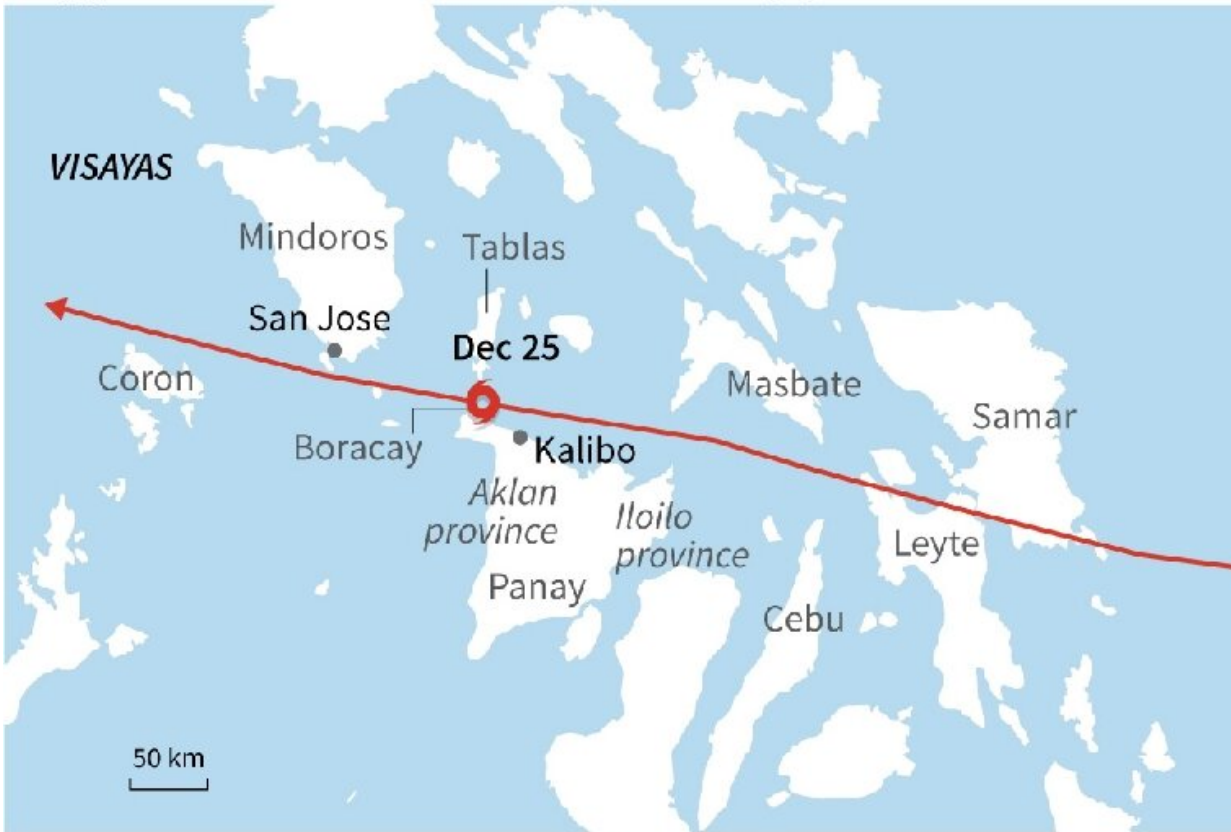 VISAYAS
Mindoros
Tablas
San Jose
Dec 25
Coron
Masbate
Samar
Boracay
Kalibo
Aklan
province
Iloilo
province
Leyte
Panay
Cebu
50 km